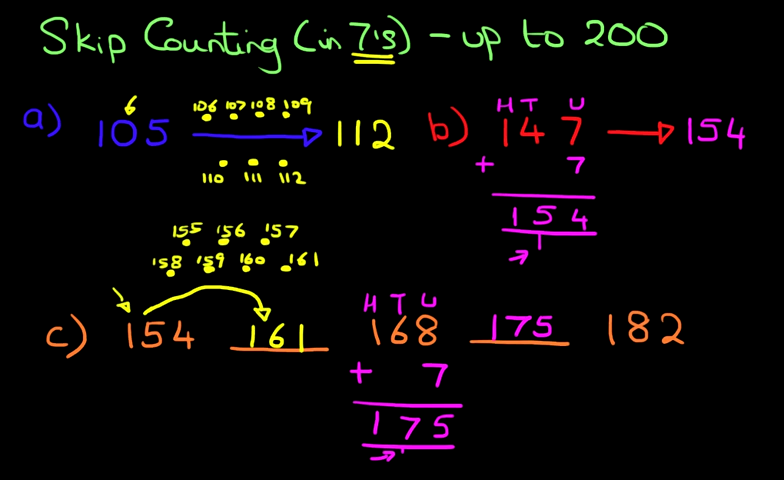 Skip Counting (in 7's) - up to 200
a) 105 → 112
106 107 108 109
110 111 112
b) H T U
147 → 154
+ 7
154
1
155 156 157
158 159 160 161
c) 154 161 168 175 182
H T U
+ 7
175
1